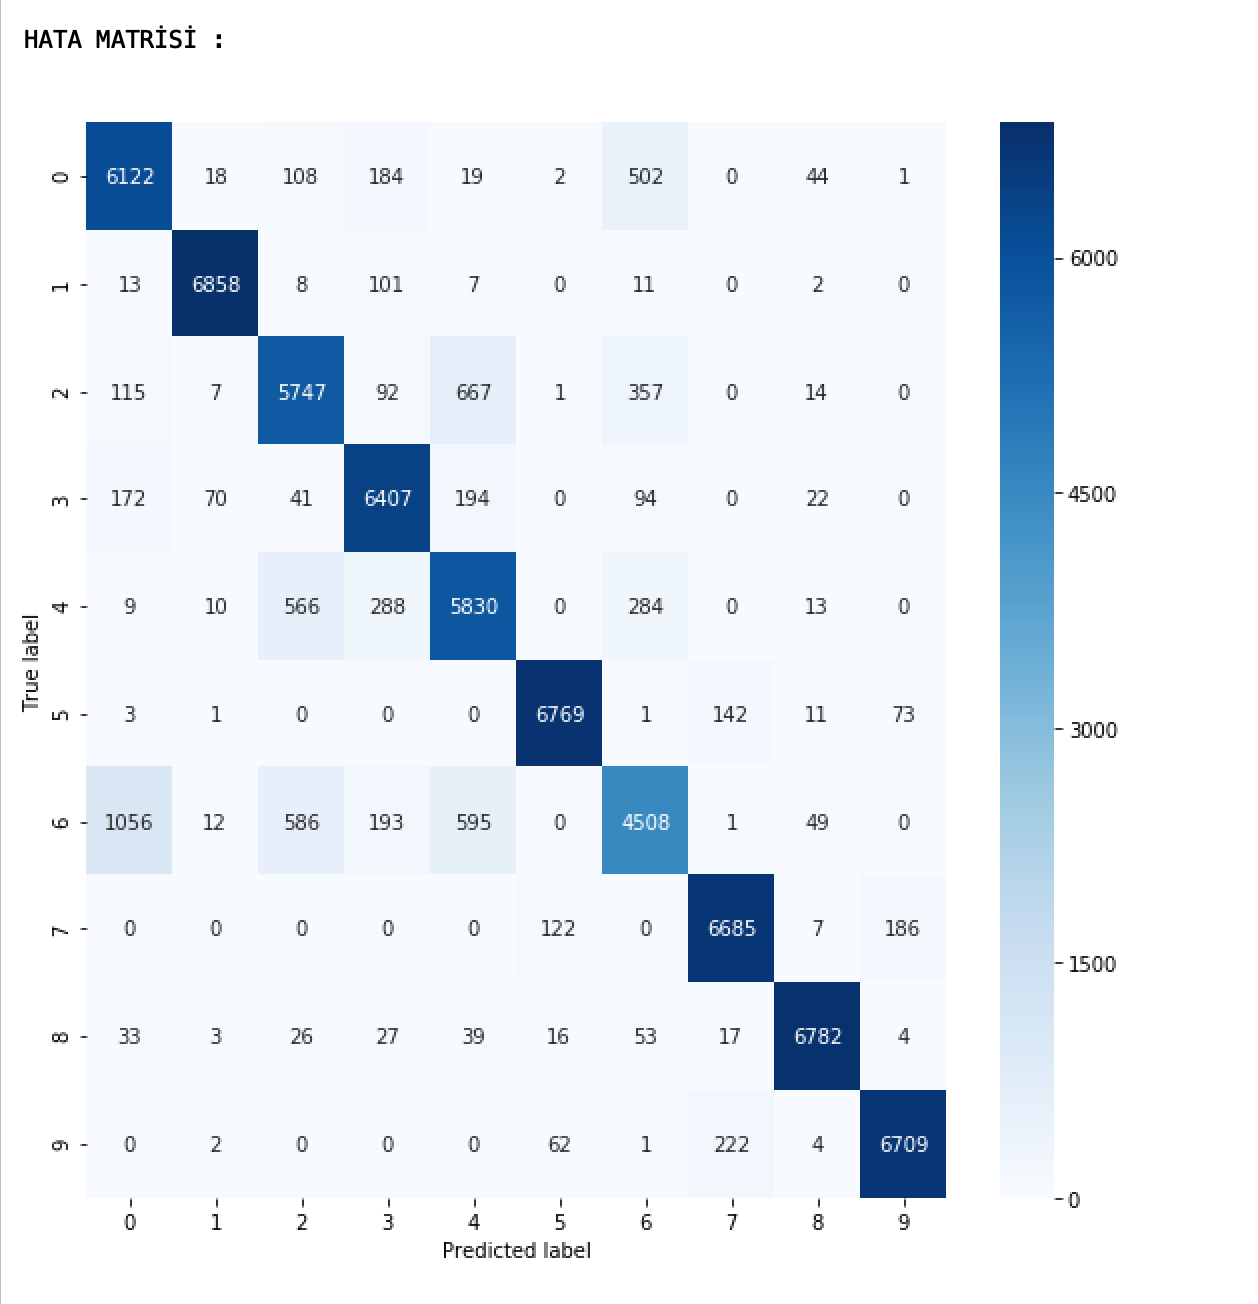 HATA MATRİSİ :
0 6122 18 108 184 19 2 502 0 44 1
1 13 6858 8 101 7 0 11 0 2 0
6000
2 115 7 5747 92 667 1 357 0 14 0
3 172 70 41 6407 194 0 94 0 22 0
4500
4 9 10 566 288 5830 0 284 0 13 0
True label
5 3 1 0 0 0 6769 1 142 11 73
3000
6 1056 12 586 193 595 0 4508 1 49 0
7 0 0 0 0 0 122 0 6685 7 186
1500
8 33 3 26 27 39 16 53 17 6782 4
9 0 2 0 0 0 62 1 222 4 6709
0
0 1 2 3 4 5 6 7 8 9
Predicted label